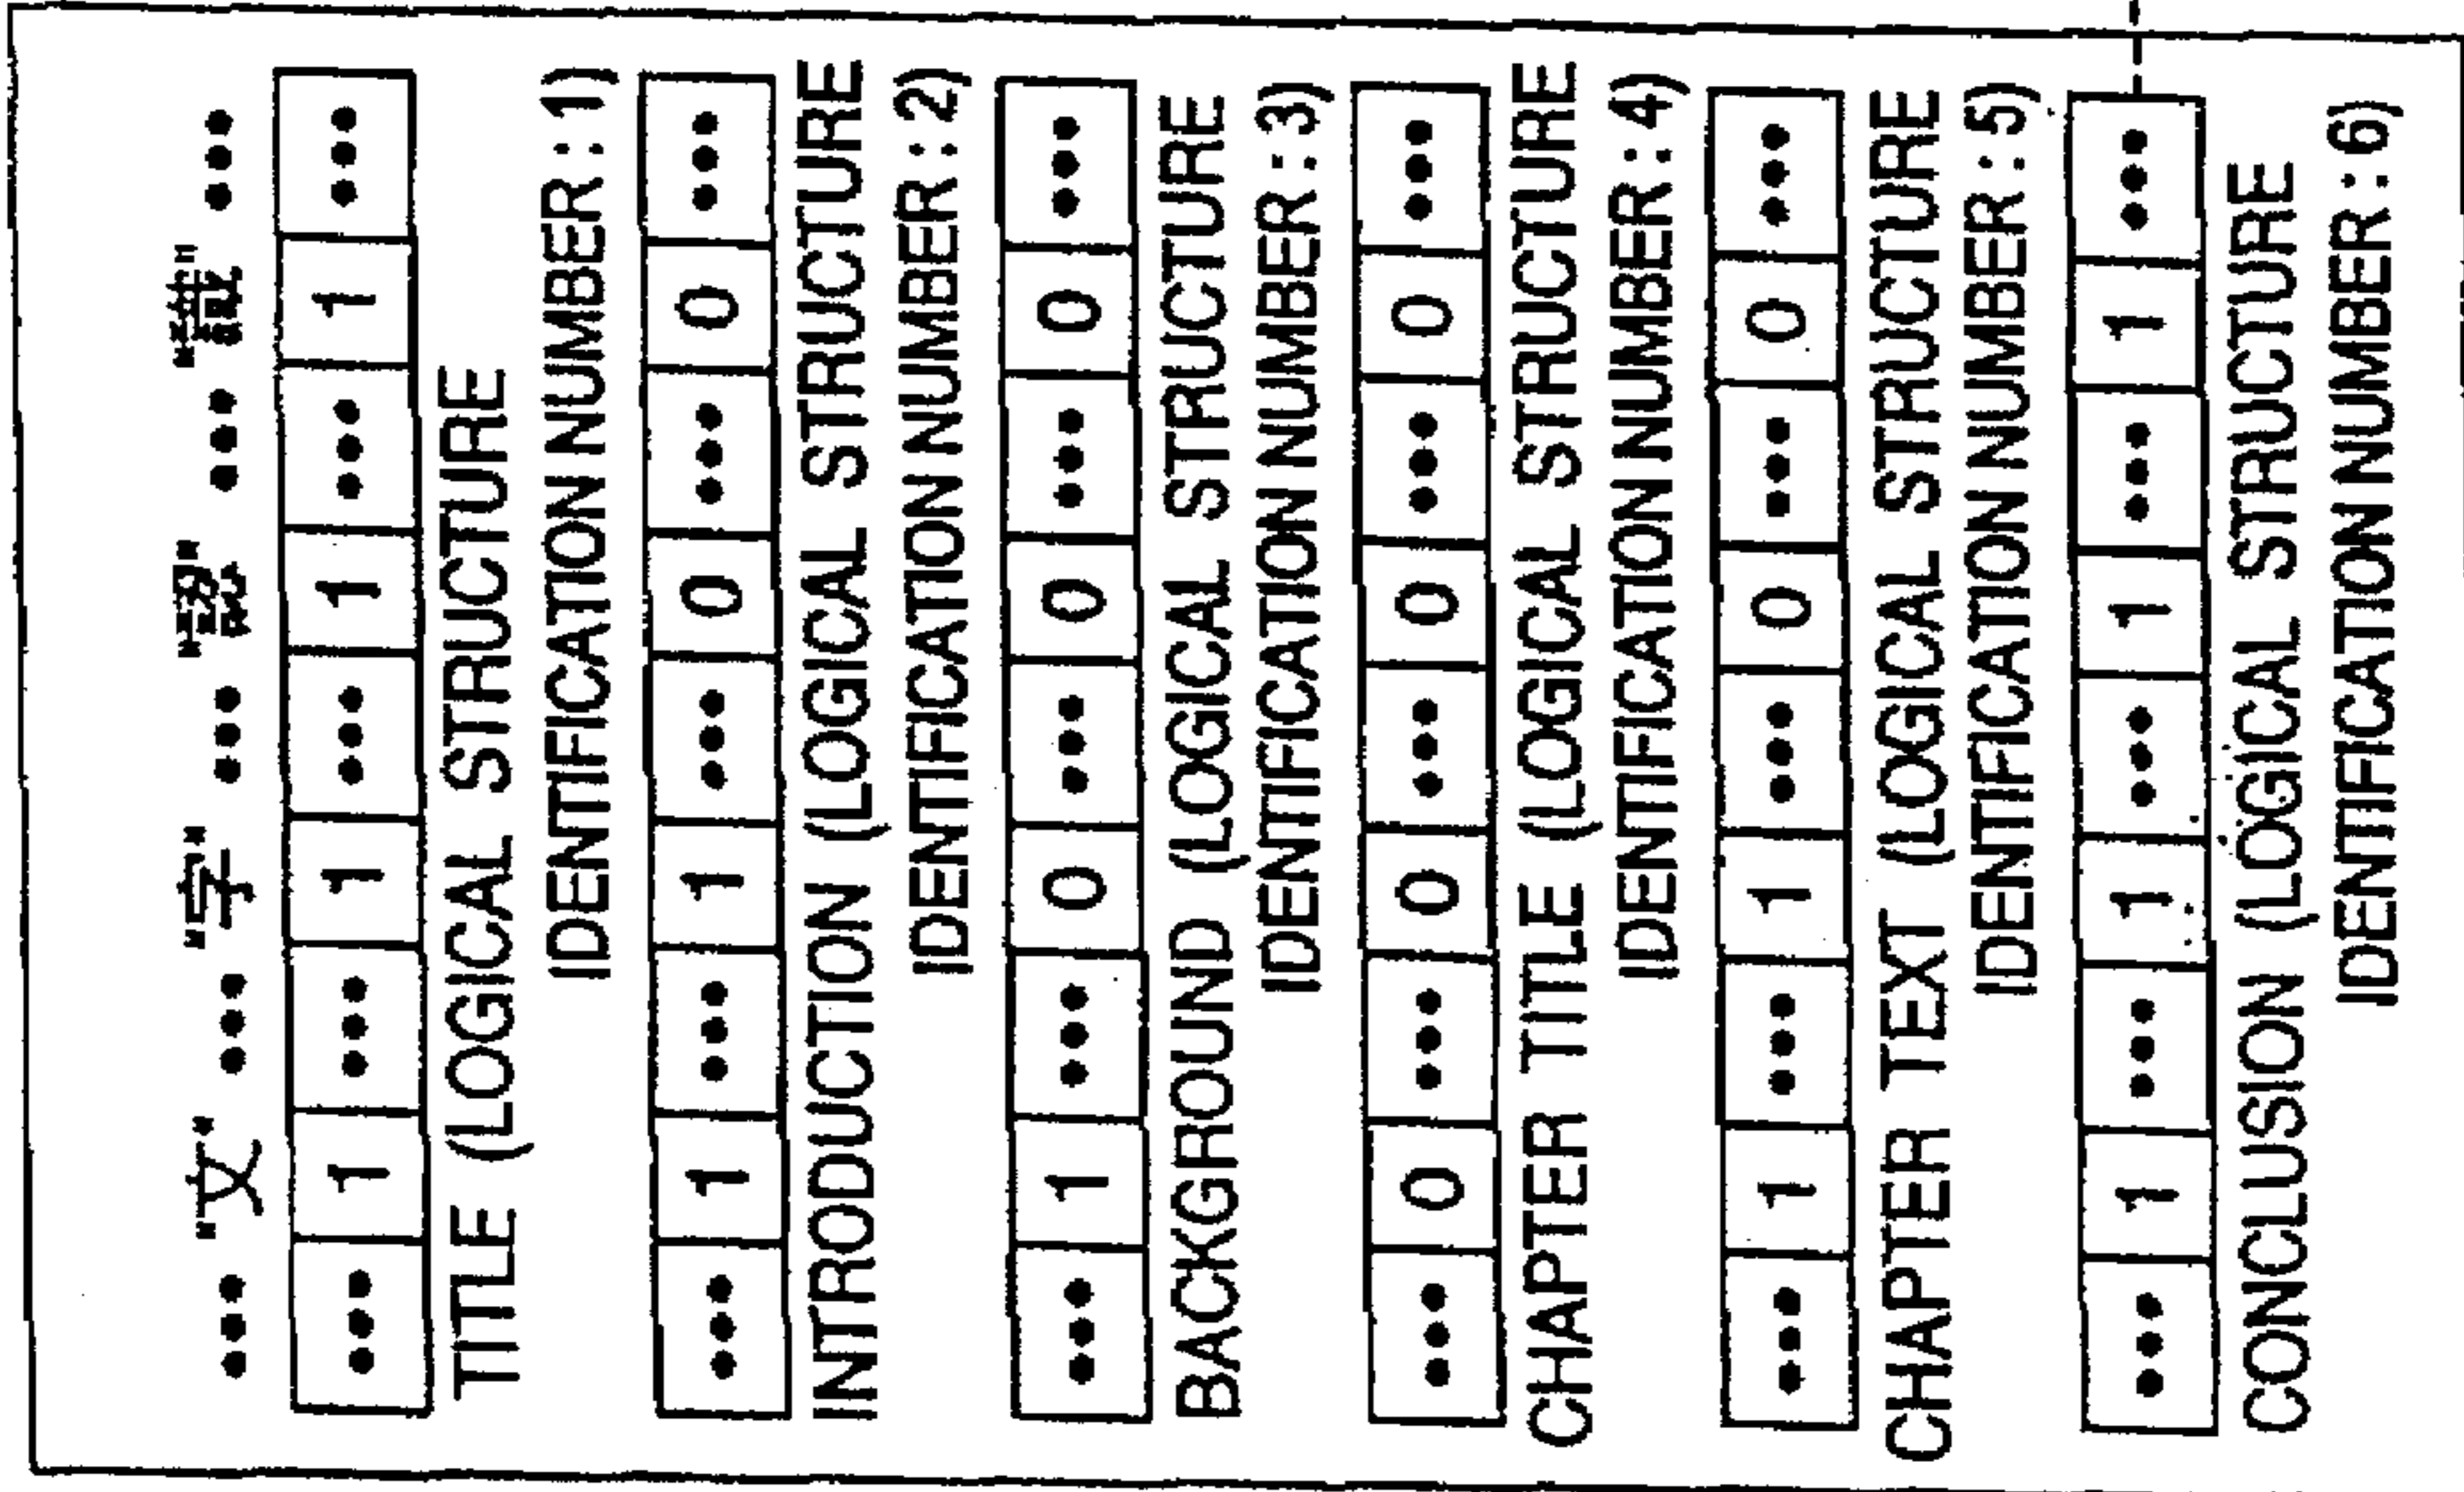 ... "文" ... "字" ... "認" ... "識" ...
... 1 ... 1 ... 1 ... 1 ...
TITLE (LOGICAL STRUCTURE
IDENTIFICATION NUMBER : 1)
... 1 ... 1 ... 0 ... 0 ...
INTRODUCTION (LOGICAL STRUCTURE
IDENTIFICATION NUMBER : 2)
... 1 ... 0 ... 0 ... 0 ...
BACKGROUND (LOGICAL STRUCTURE
IDENTIFICATION NUMBER : 3)
... 0 ... 0 ... 0 ... 0 ...
CHAPTER TITLE (LOGICAL STRUCTURE
IDENTIFICATION NUMBER : 4)
... 1 ... 1 ... 0 ... 0 ...
CHAPTER TEXT (LOGICAL STRUCTURE
IDENTIFICATION NUMBER : 5)
... 1 ... 1 ... 1 ... 1 ...
CONCLUSION (LOGICAL STRUCTURE
IDENTIFICATION NUMBER : 6)